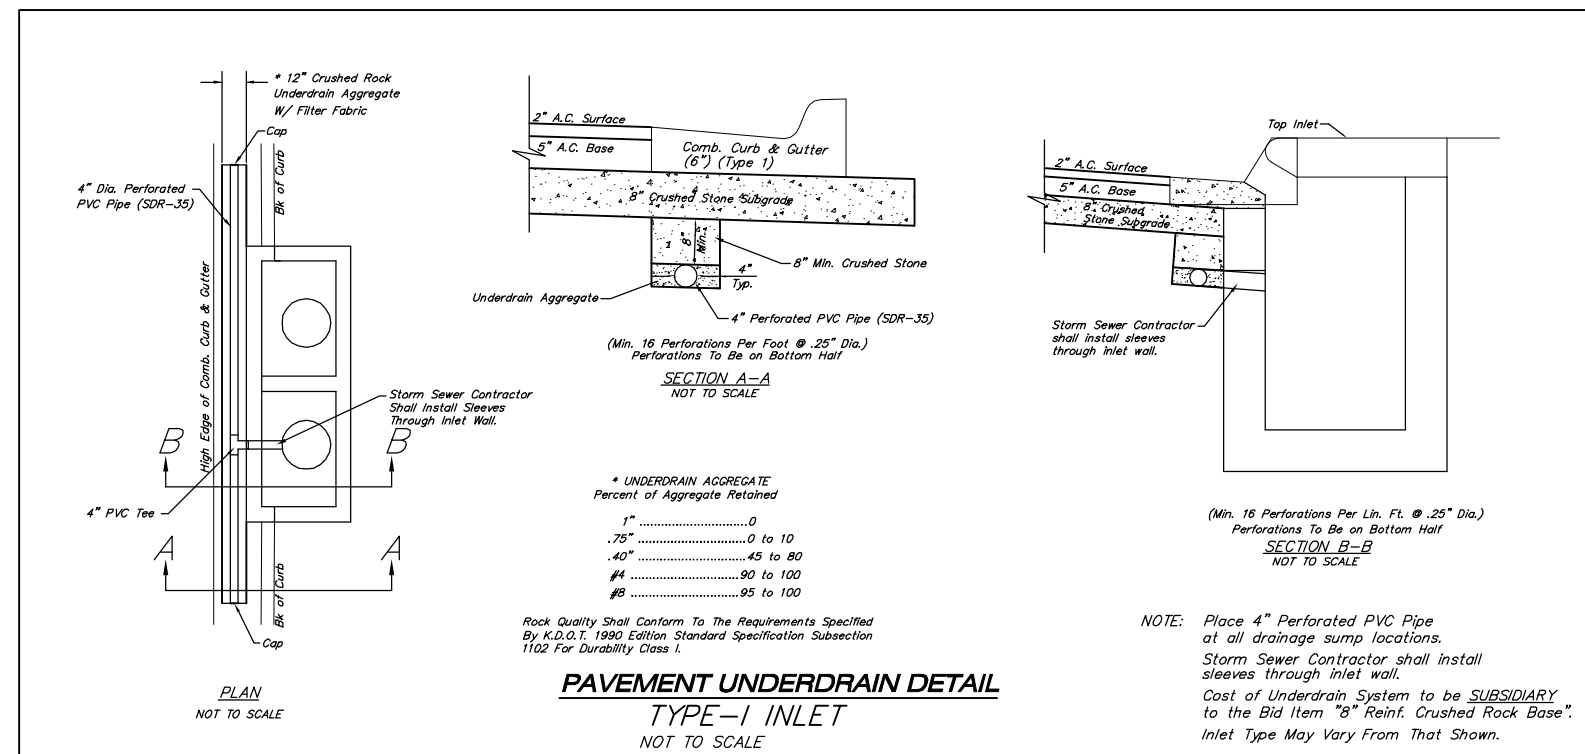 * 12" Crushed Rock
Underdrain Aggregate
W/ Filter Fabric
Cap
Bk of Curb
4" Dia. Perforated
PVC Pipe (SDR-35)
High Edge of Comb. Curb & Gutter
Storm Sewer Contractor
Shall Install Sleeves
Through Inlet Wall.
B
B
4" PVC Tee
A
A
Bk of Curb
Cap
PLAN
NOT TO SCALE
2" A.C. Surface
5" A.C. Base
Comb. Curb & Gutter
(6") (Type 1)
8" Crushed Stone Subgrade
8"
Min.
8" Min. Crushed Stone
4"
Typ.
Underdrain Aggregate
4" Perforated PVC Pipe (SDR-35)
(Min. 16 Perforations Per Foot @ .25" Dia.)
Perforations To Be on Bottom Half
SECTION A-A
NOT TO SCALE
* UNDERDRAIN AGGREGATE
Percent of Aggregate Retained
1" ............................0
.75" ............................0 to 10
.40" ............................45 to 80
#4 ............................90 to 100
#8 ............................95 to 100
Rock Quality Shall Conform To The Requirements Specified
By K.D.O.T. 1990 Edition Standard Specification Subsection
1102 For Durability Class I.
PAVEMENT UNDERDRAIN DETAIL
TYPE-I INLET
NOT TO SCALE
Top Inlet
2" A.C. Surface
5" A.C. Base
8" Crushed
Stone Subgrade
Storm Sewer Contractor
shall install sleeves
through inlet wall.
(Min. 16 Perforations Per Lin. Ft. @ .25" Dia.)
Perforations To Be on Bottom Half
SECTION B-B
NOT TO SCALE
NOTE: Place 4" Perforated PVC Pipe
at all drainage sump locations.
Storm Sewer Contractor shall install
sleeves through inlet wall.
Cost of Underdrain System to be SUBSIDIARY
to the Bid Item "8" Reinf. Crushed Rock Base".
Inlet Type May Vary From That Shown.